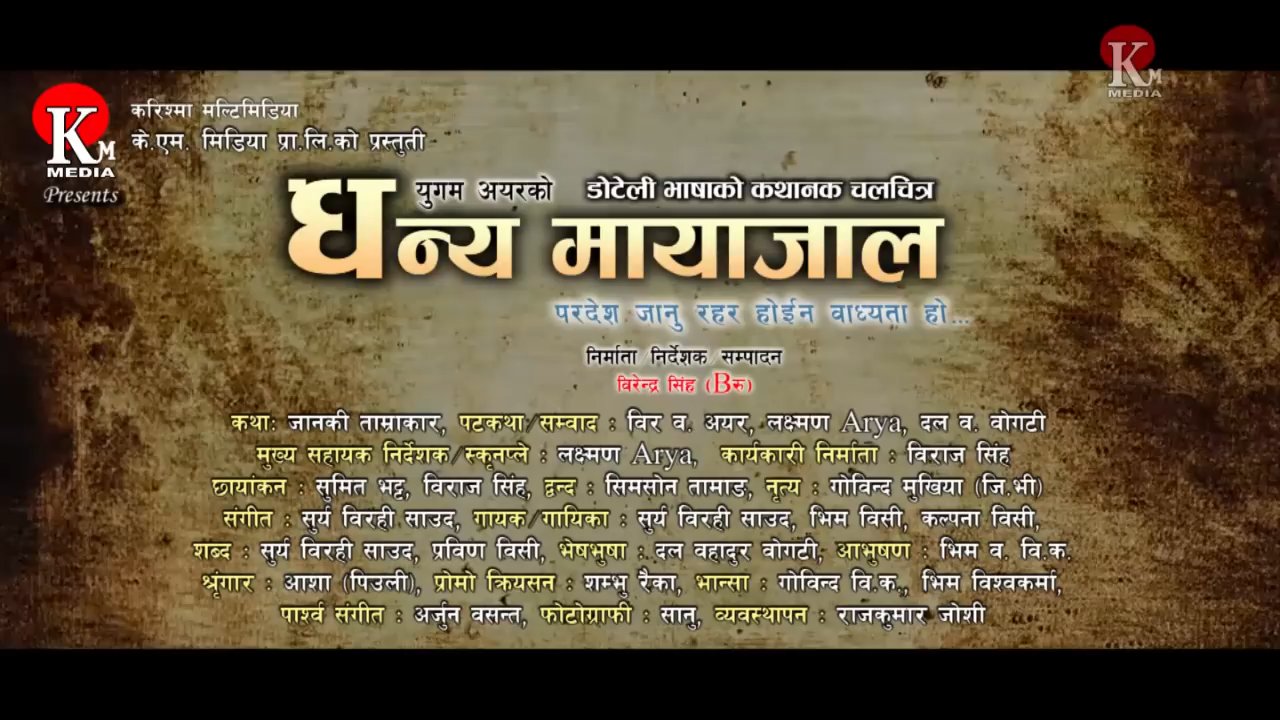 K M
MEDIA
Presents
करिश्मा मल्टिमिडिया
के.एम. मिडिया प्रा.लि.को प्रस्तुती
K M
MEDIA
युगम अयरको डोटेली भाषाको कथानक चलचित्र
धन्य मायाजाल
परदेश जानु रहर होईन वाध्यता हो...
निर्माता निर्देशक सम्पादन
विरेन्द्र सिंह (Bरु)
कथाः जानकी ताम्राकार, पटकथा/सम्वाद : विर व. अयर, लक्ष्मण Arya, दल व. वोगटी
मुख्य सहायक निर्देशक/स्कृनप्ले : लक्ष्मण Arya, कार्यकारी निर्माता : विराज सिंह
छायांकन : सुमित भट्ट, विराज सिंह, द्वन्द : सिमसोन तामाङ, नृत्य : गोविन्द मुखिया (जि.भी)
संगीत : सुर्य विरही साउद, गायक/गायिका : सुर्य विरही साउद, भिम विसी, कल्पना विसी,
शब्द : सुर्य विरही साउद, प्रविण विसी, भेषभुषा : दल वहादुर वोगटी, आभुषण : भिम व. वि.क.
श्रृंगार : आशा (पिउली), प्रोमो क्रियसन : शम्भु रैका, भान्सा : गोविन्द वि.क., भिम विश्वकर्मा,
पार्श्व संगीत : अर्जुन वसन्त, फोटोग्राफी : सानु, व्यवस्थापन : राजकुमार जोशी